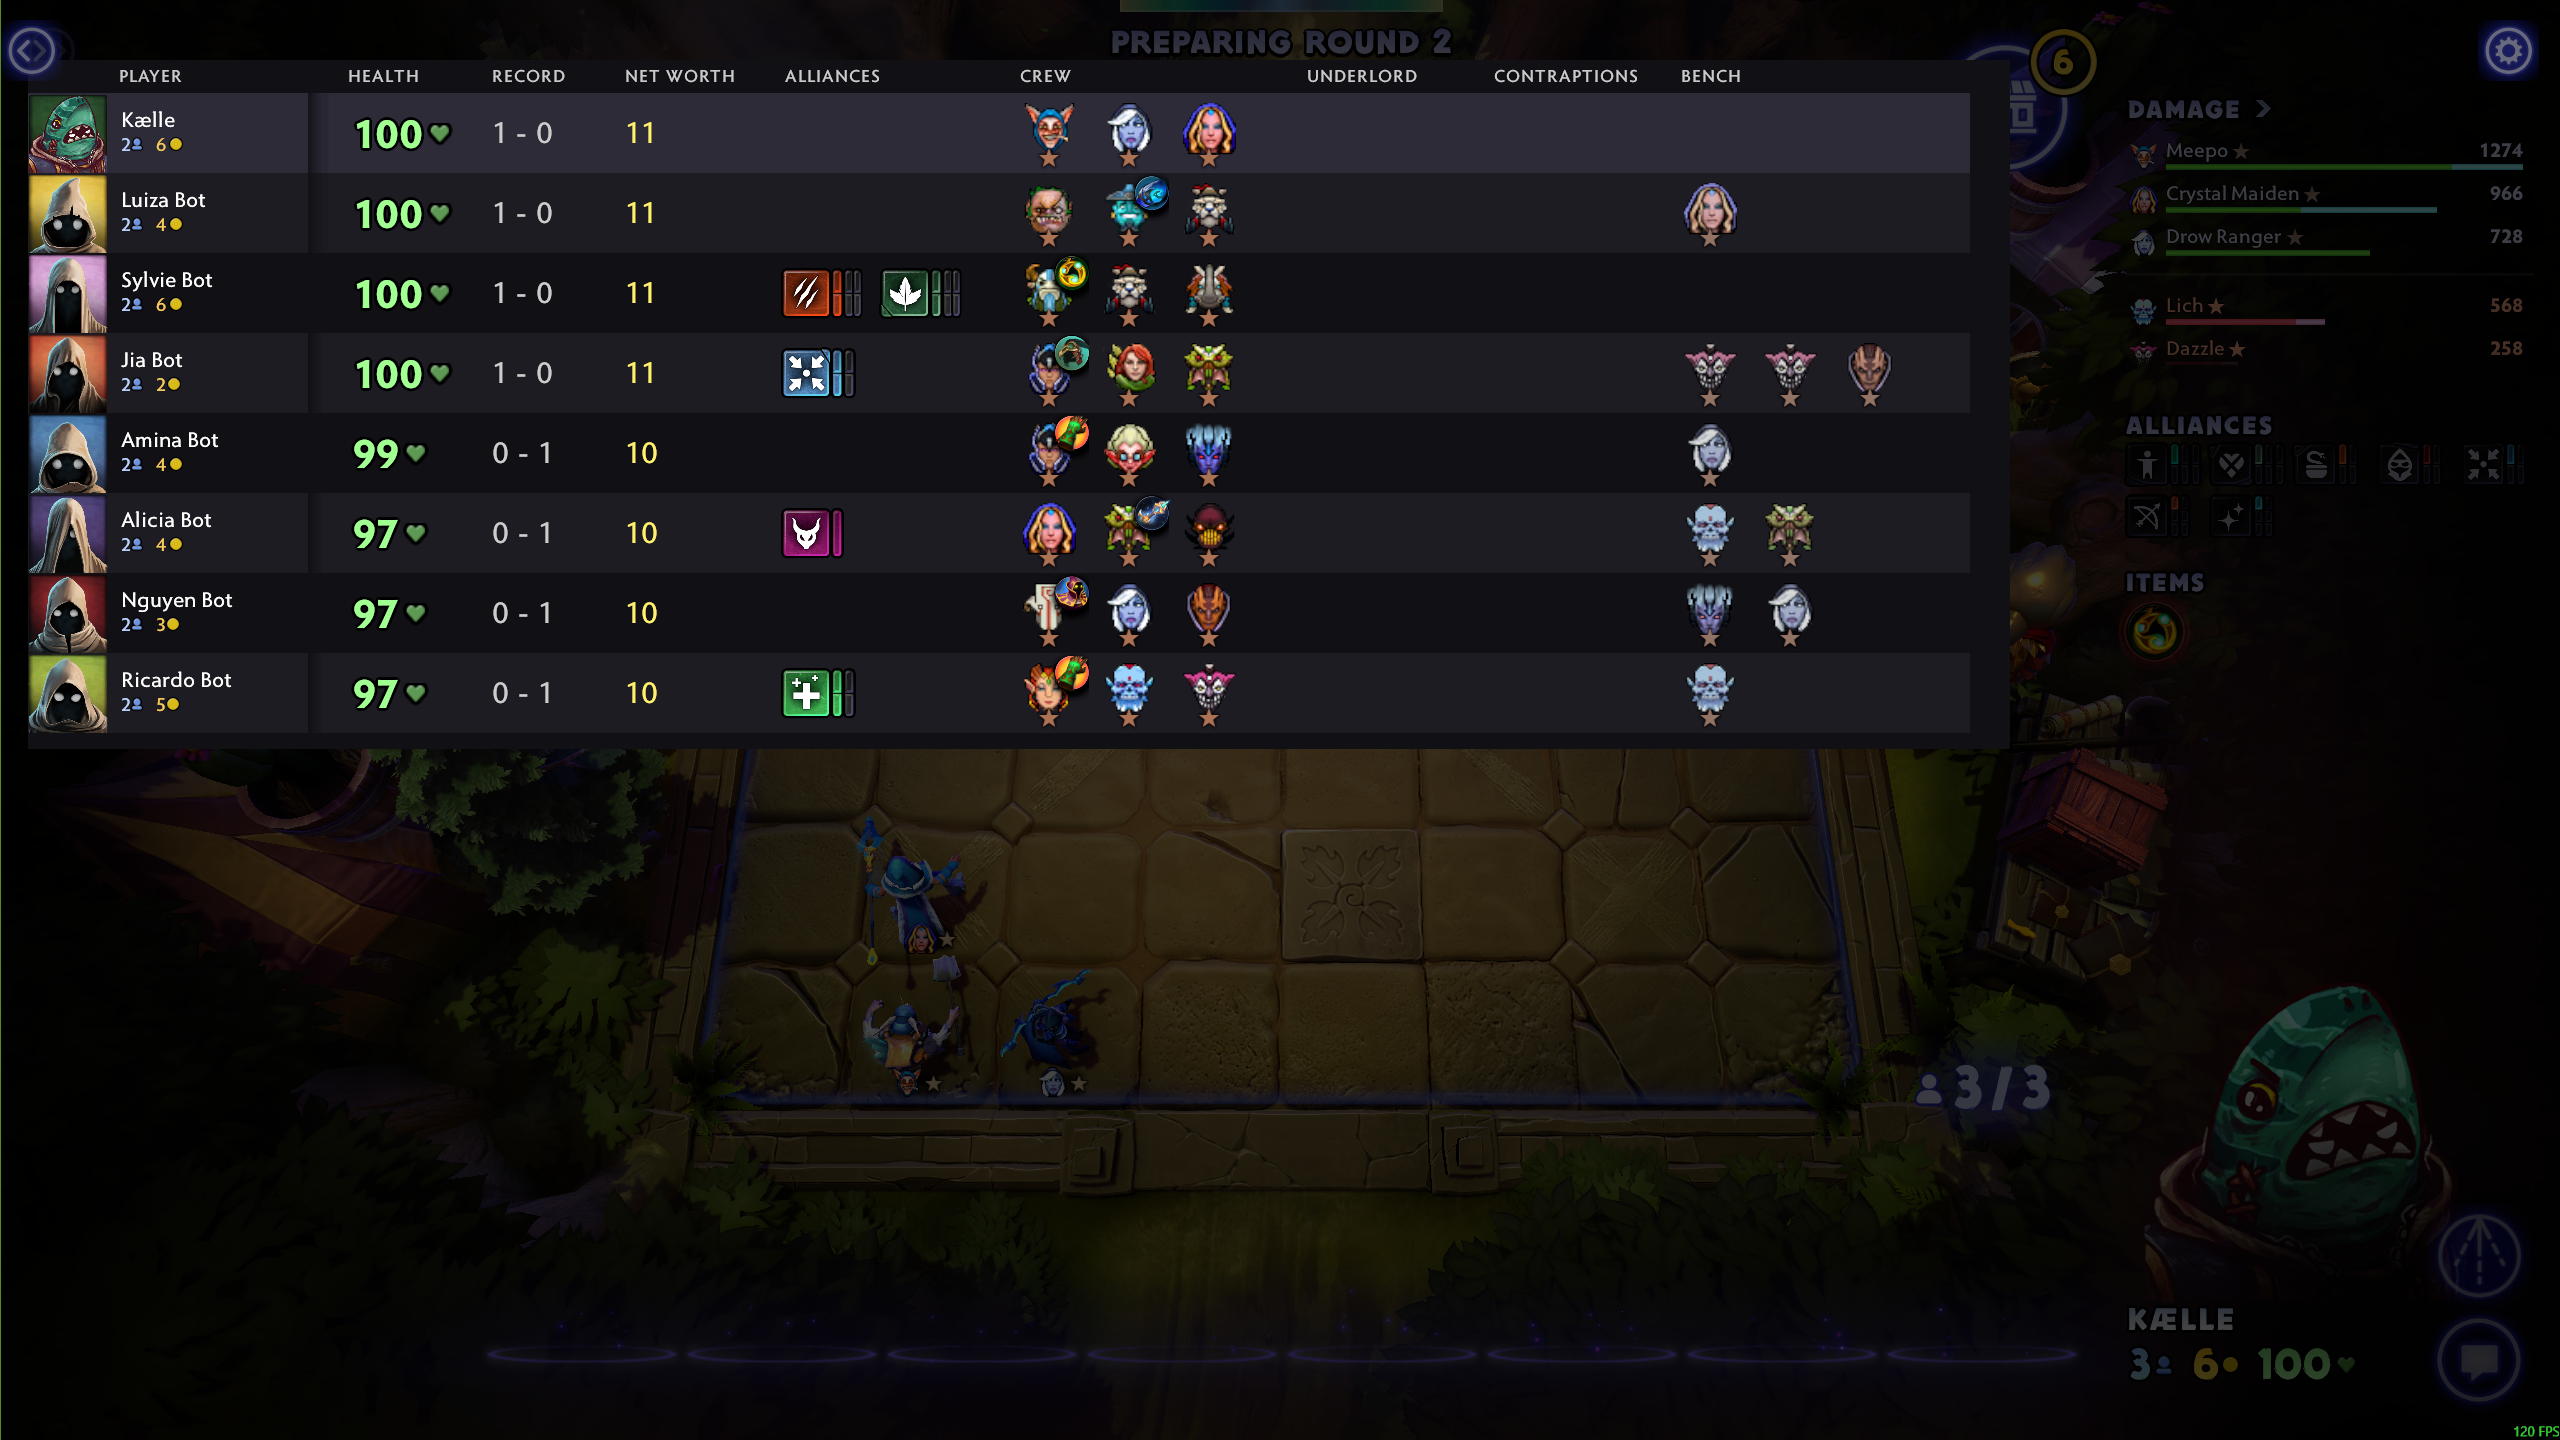 PREPARING ROUND 2
6
PLAYER HEALTH RECORD NET WORTH ALLIANCES CREW UNDERLORD CONTRAPTIONS BENCH
Kælle
2 6
100 1 - 0 11
Luiza Bot
2 4
100 1 - 0 11
Sylvie Bot
2 6
100 1 - 0 11
Jia Bot
2 2
100 1 - 0 11
Amina Bot
2 4
99 0 - 1 10
Alicia Bot
2 4
97 0 - 1 10
Nguyen Bot
2 3
97 0 - 1 10
Ricardo Bot
2 5
97 0 - 1 10
DAMAGE >
Meepo 1274
Crystal Maiden 966
Drow Ranger 728
Lich 568
Dazzle 258
ALLIANCES
ITEMS
3/3
KÆLLE
3 6 100
120 FPS